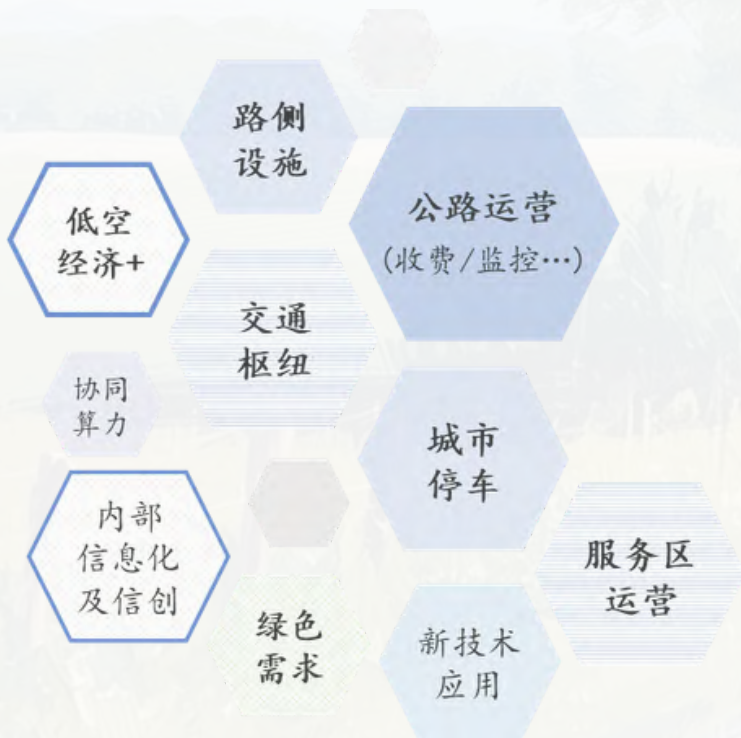 路侧
设施
公路运营
(收费/监控…)
低空
经济+
交通
枢纽
协同
算力
城市
停车
内部
信息化
及信创
服务区
运营
绿色
需求
新技术
应用